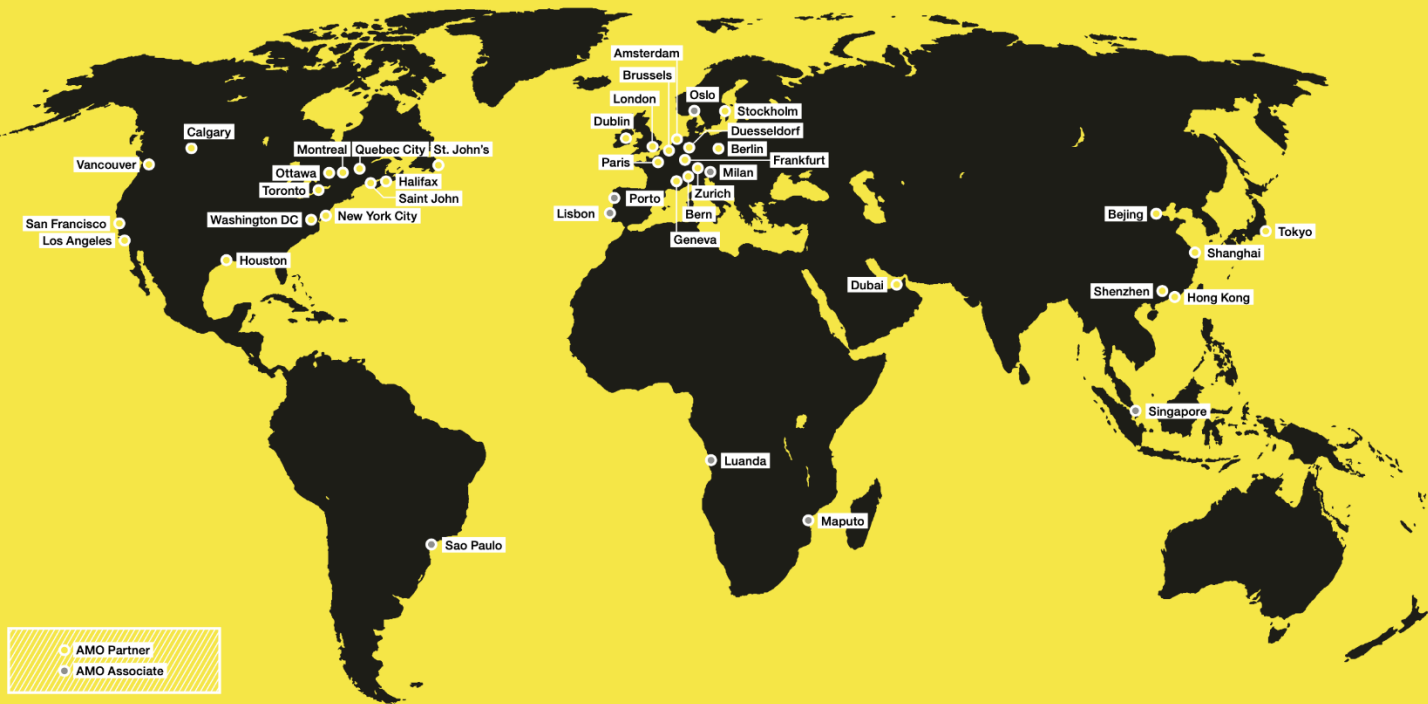 Amsterdam
Brussels
London
Oslo
Dublin
Stockholm
Duesseldorf
Calgary
Montreal
Quebec City
St. John's
Berlin
Vancouver
Ottawa
Paris
Frankfurt
Toronto
Halifax
Milan
Saint John
Porto
Zurich
San Francisco
Washington DC
New York City
Lisbon
Bern
Bejing
Los Angeles
Geneva
Tokyo
Houston
Shanghai
Dubai
Shenzhen
Hong Kong
Singapore
Luanda
Maputo
Sao Paulo
AMO Partner
AMO Associate